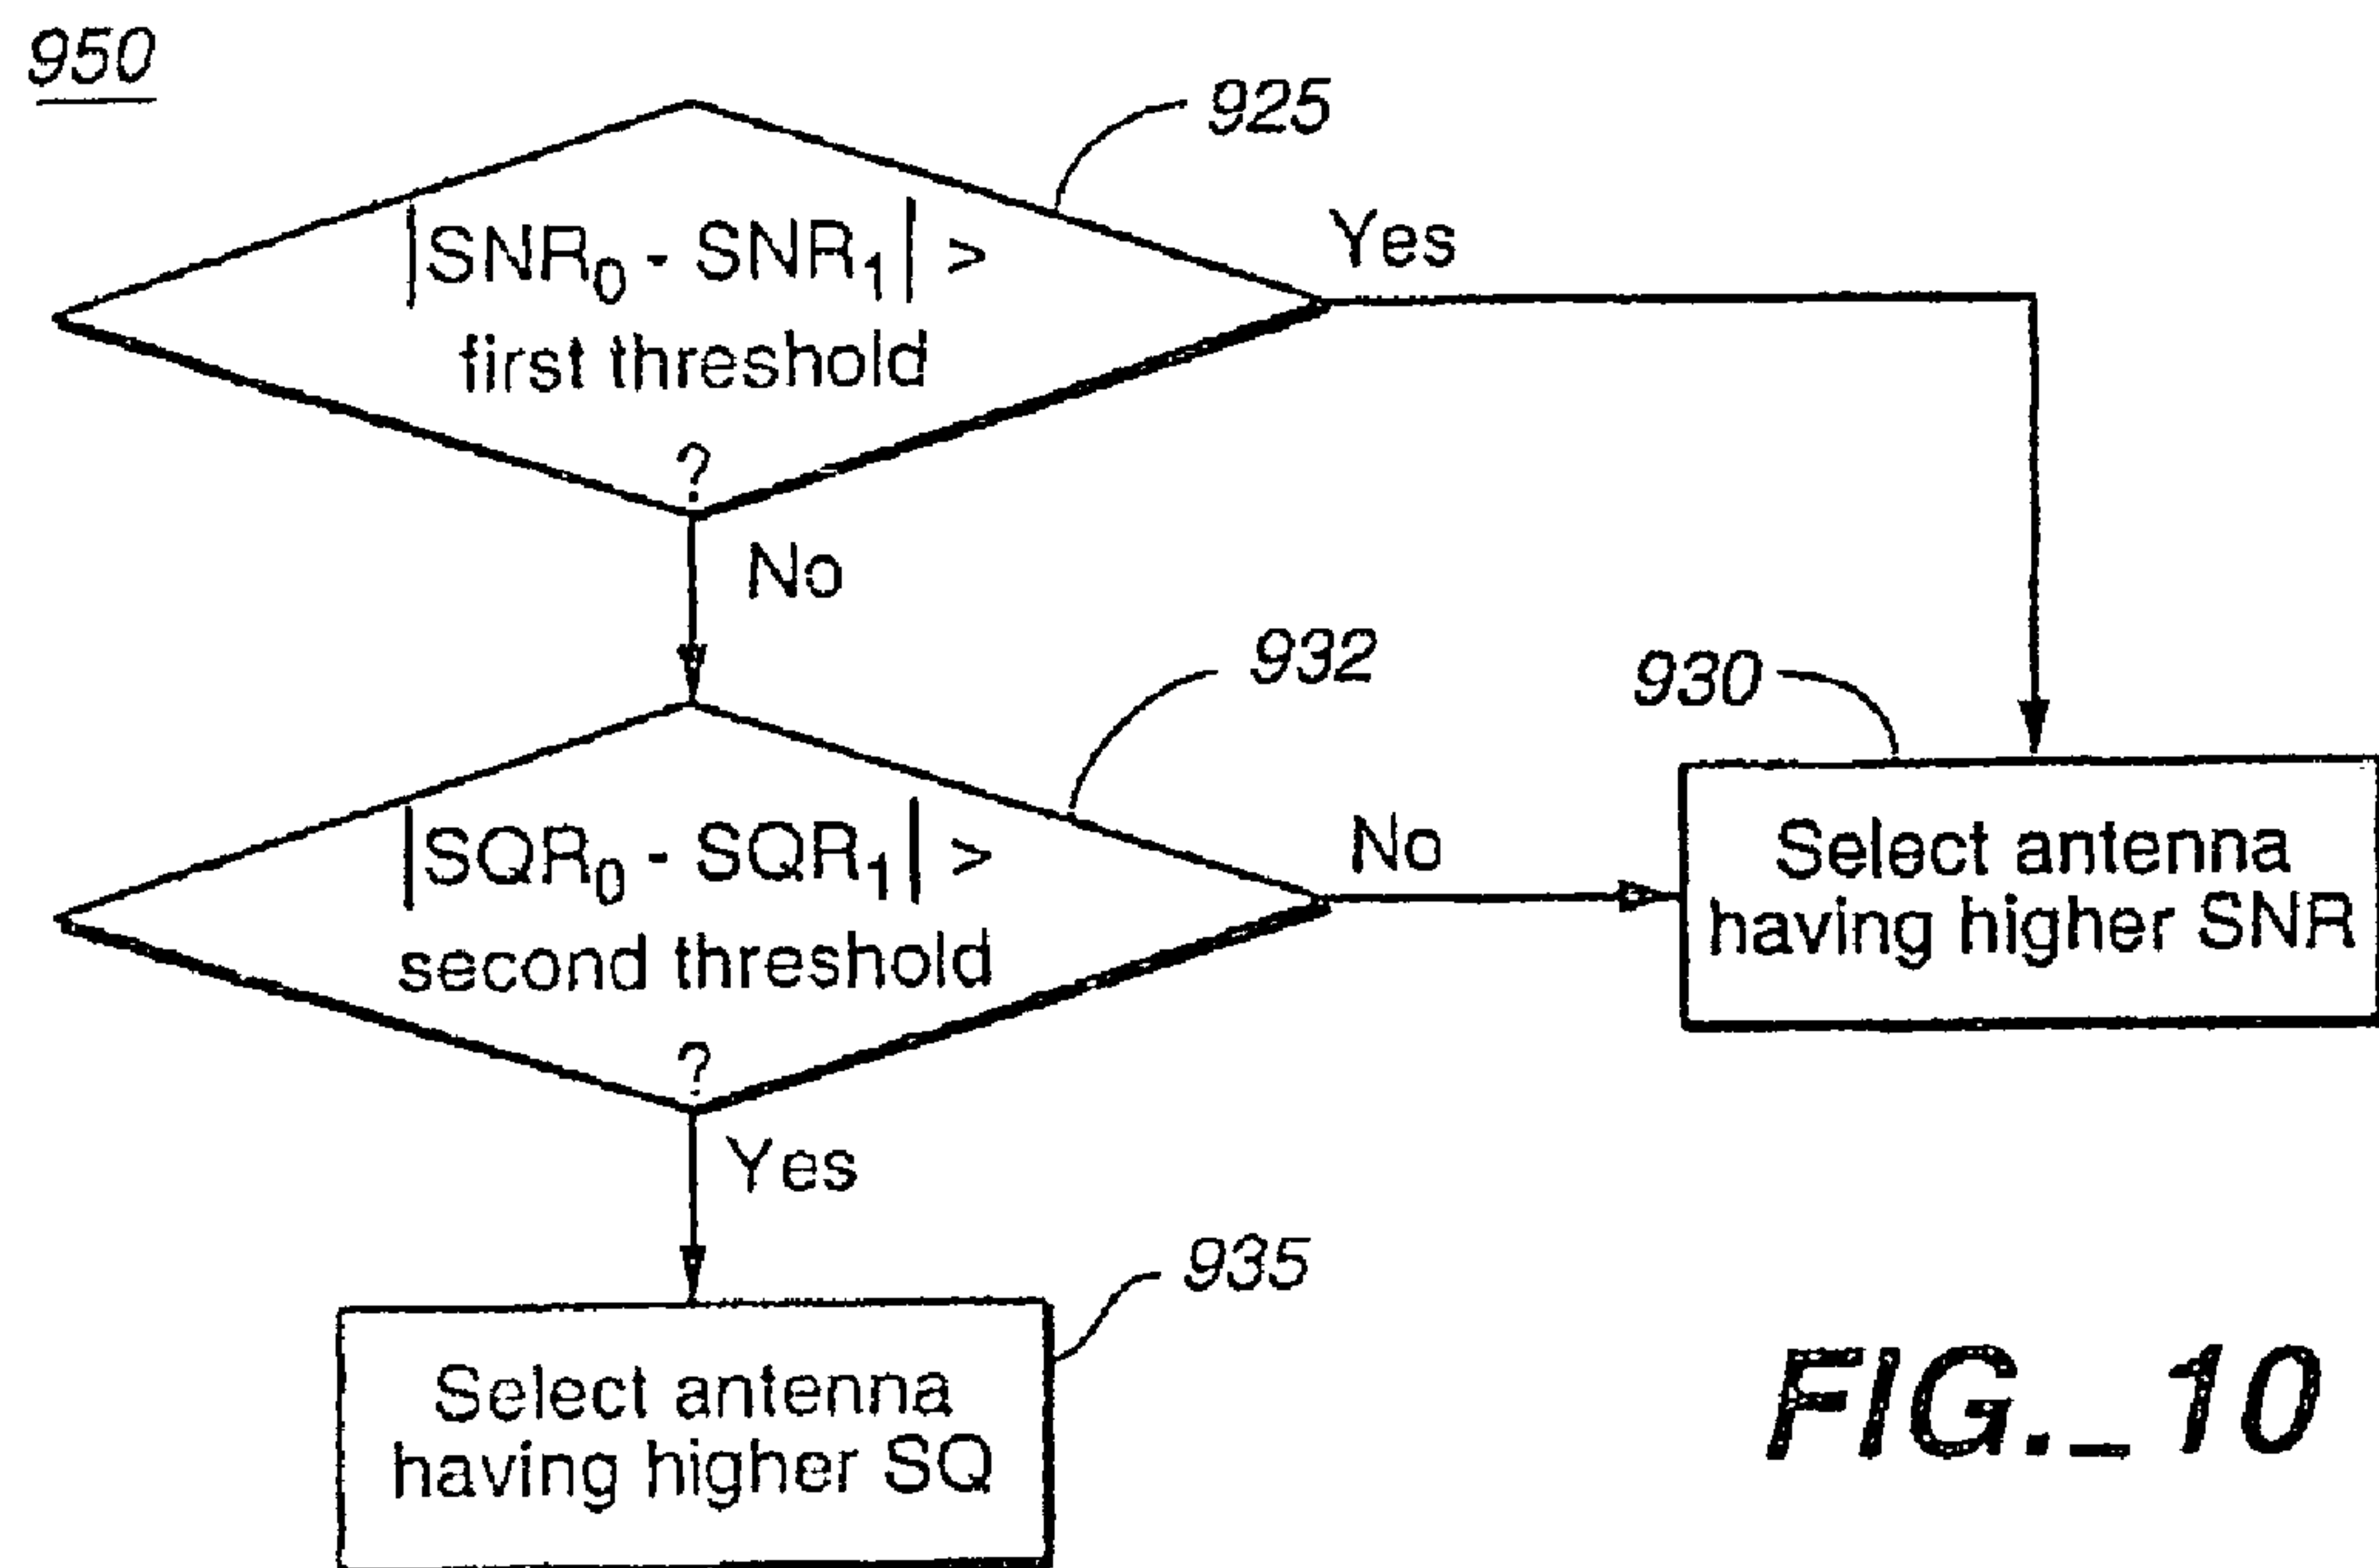 950
925
|SNR₀ - SNR₁| >
first threshold
?
Yes
No
932
930
|SQR₀ - SQR₁| >
second threshold
?
No
Select antenna
having higher SNR
Yes
935
Select antenna
having higher SQ
FIG._10